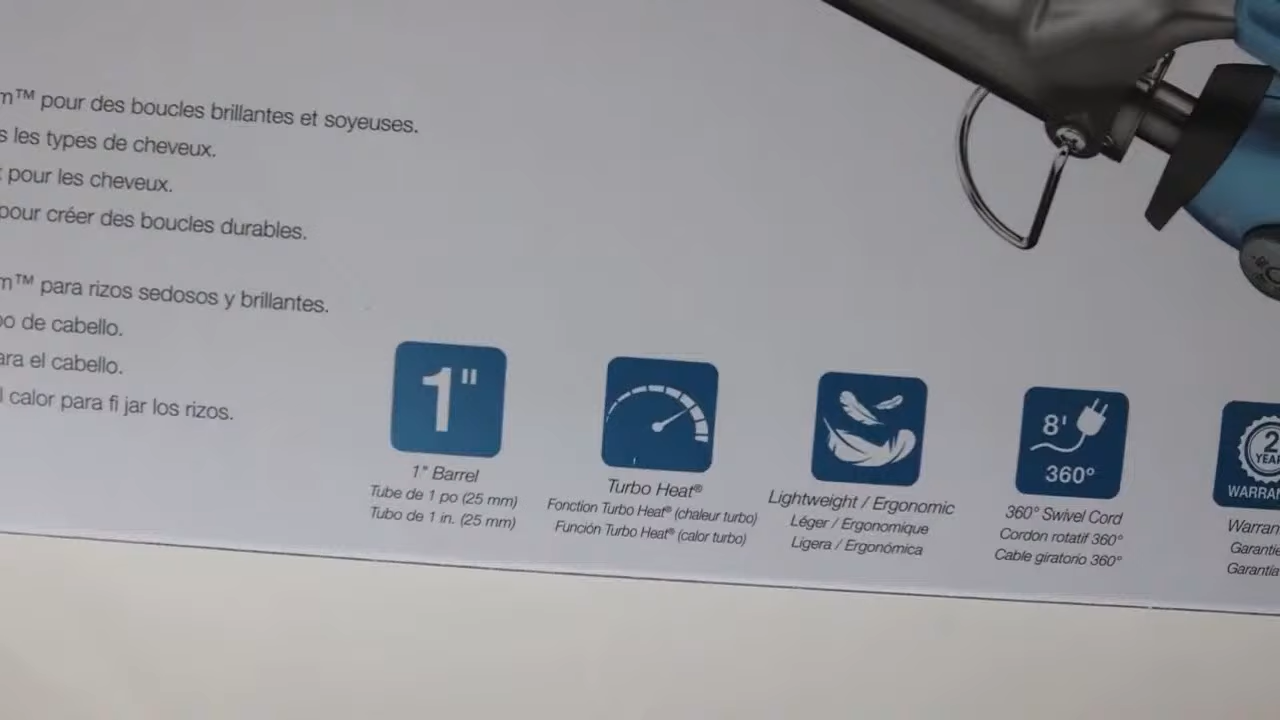 m™ pour des boucles brillantes et soyeuses.
s les types de cheveux.
pour les cheveux.
pour créer des boucles durables.
m™ para rizos sedosos y brillantes.
po de cabello.
ara el cabello.
l calor para fi jar los rizos.
1"
1" Barrel
Tube de 1 po (25 mm)
Tubo de 1 in. (25 mm)
Turbo Heat®
Fonction Turbo Heat® (chaleur turbo)
Función Turbo Heat® (calor turbo)
Lightweight / Ergonomic
Léger / Ergonomique
Ligera / Ergonómica
8'
360°
360° Swivel Cord
Cordon rotatif 360°
Cable giratorio 360°
2
YEA
WARRAN
Warran
Garantie
Garantía